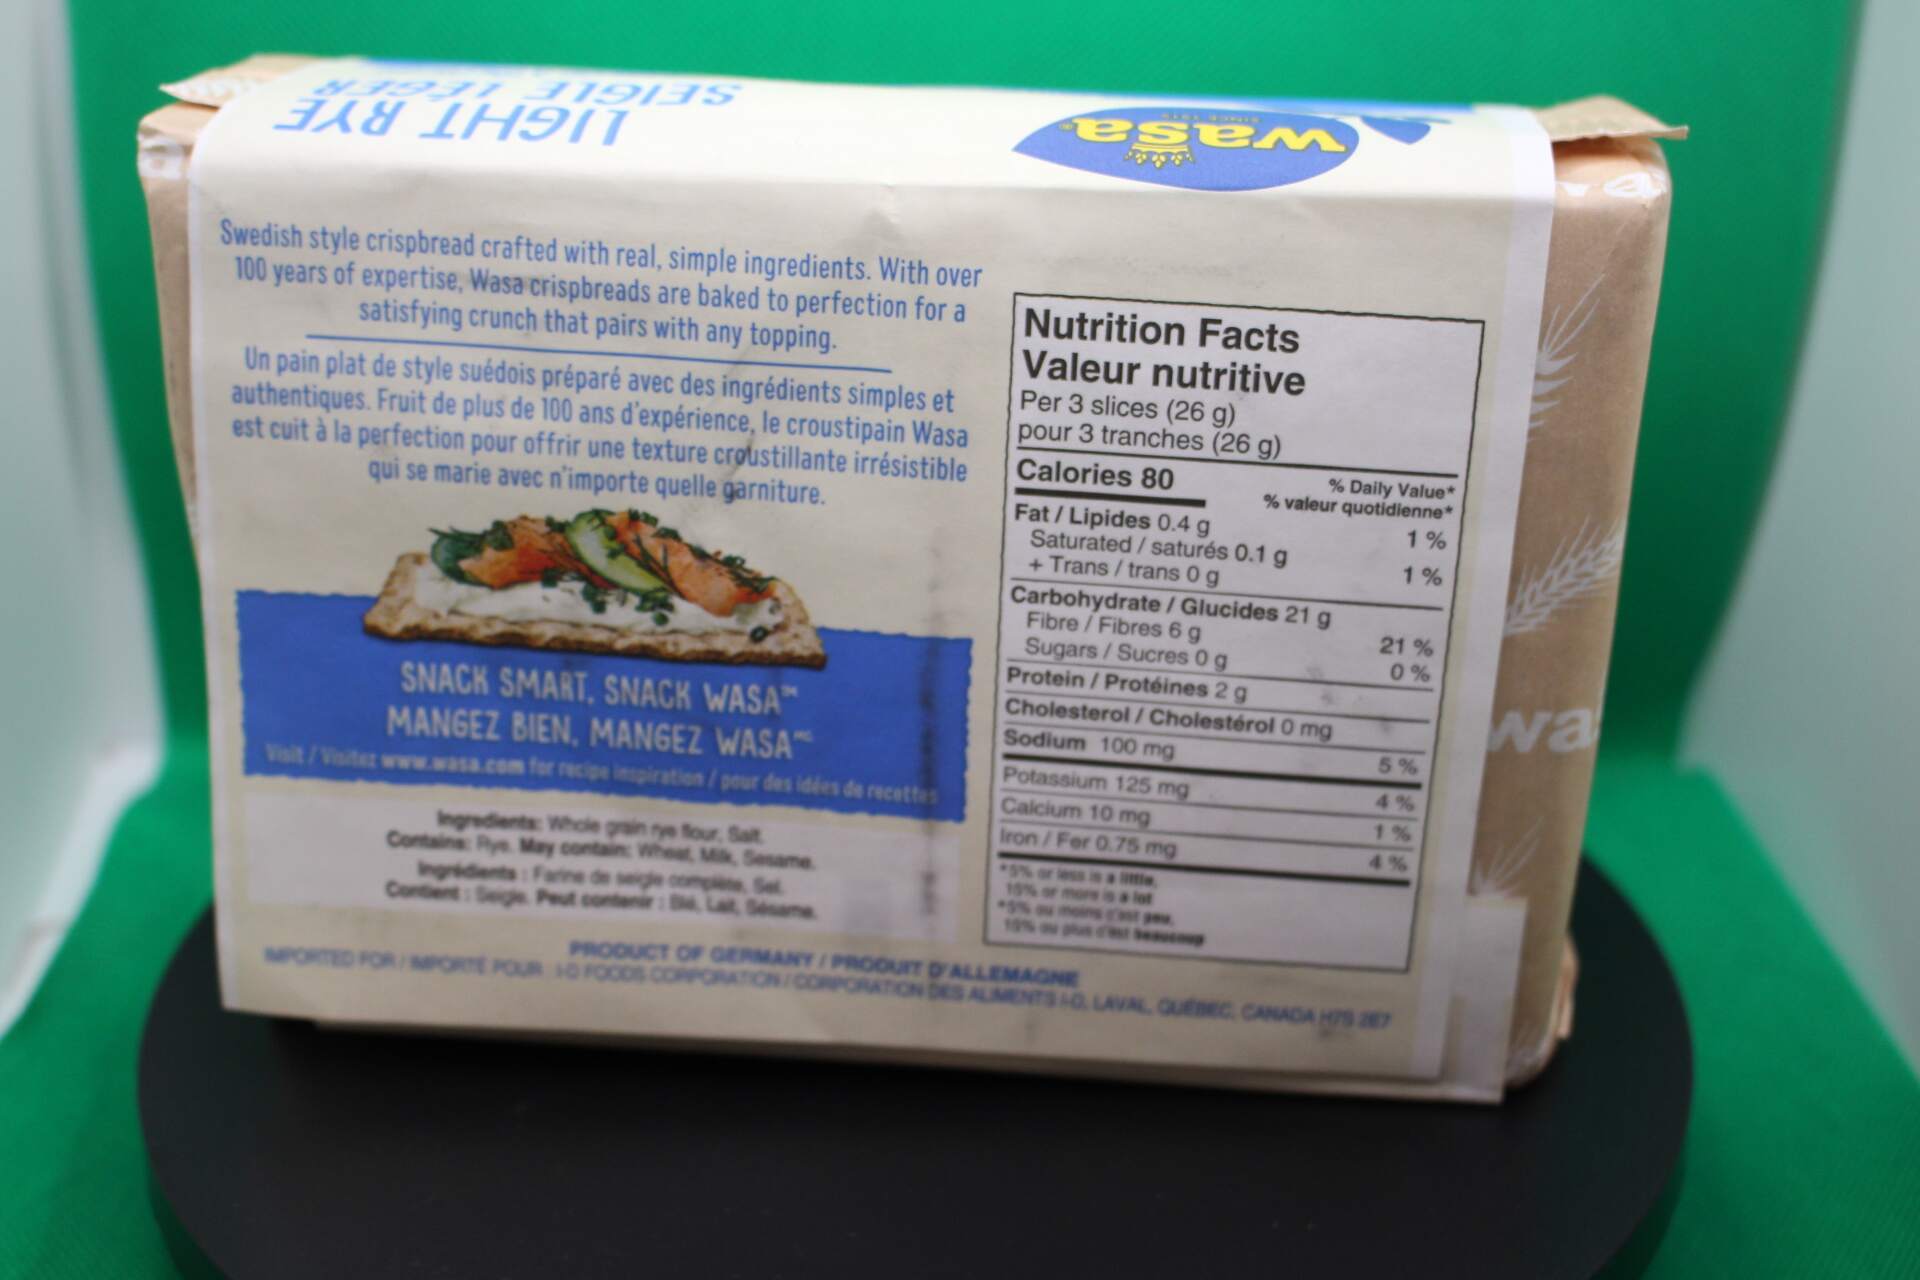 LIGHT RYE
SEIGLE LÉGER
wasa®
SINCE 1919
Swedish style crispbread crafted with real, simple ingredients. With over
100 years of expertise, Wasa crispbreads are baked to perfection for a
satisfying crunch that pairs with any topping.
Un pain plat de style suédois préparé avec des ingrédients simples et
authentiques. Fruit de plus de 100 ans d'expérience, le croustipain Wasa
est cuit à la perfection pour offrir une texture croustillante irrésistible
qui se marie avec n'importe quelle garniture.
SNACK SMART, SNACK WASA™
MANGEZ BIEN, MANGEZ WASAᴹᶜ
Visit / Visitez www.wasa.com for recipe inspiration / pour des idées de recettes
Ingredients: Whole grain rye flour, Salt.
Contains: Rye. May contain: Wheat, Milk, Sesame.
Ingrédients : Farine de seigle complète, Sel.
Contient : Seigle. Peut contenir : Blé, Lait, Sésame.
Nutrition Facts
Valeur nutritive
Per 3 slices (26 g)
pour 3 tranches (26 g)
Calories 80
% Daily Value*
% valeur quotidienne*
Fat / Lipides 0.4 g 1 %
Saturated / saturés 0.1 g
+ Trans / trans 0 g 1 %
Carbohydrate / Glucides 21 g
Fibre / Fibres 6 g 21 %
Sugars / Sucres 0 g 0 %
Protein / Protéines 2 g
Cholesterol / Cholestérol 0 mg
Sodium 100 mg 5 %
Potassium 125 mg 4 %
Calcium 10 mg 1 %
Iron / Fer 0.75 mg 4 %
*5% or less is a little,
15% or more is a lot
*5% ou moins c'est peu,
15% ou plus c'est beaucoup
PRODUCT OF GERMANY / PRODUIT D'ALLEMAGNE
IMPORTED FOR / IMPORTÉ POUR : I-D FOODS CORPORATION / CORPORATION DES ALIMENTS I-D, LAVAL, QUÉBEC, CANADA H7S 2E7
wa